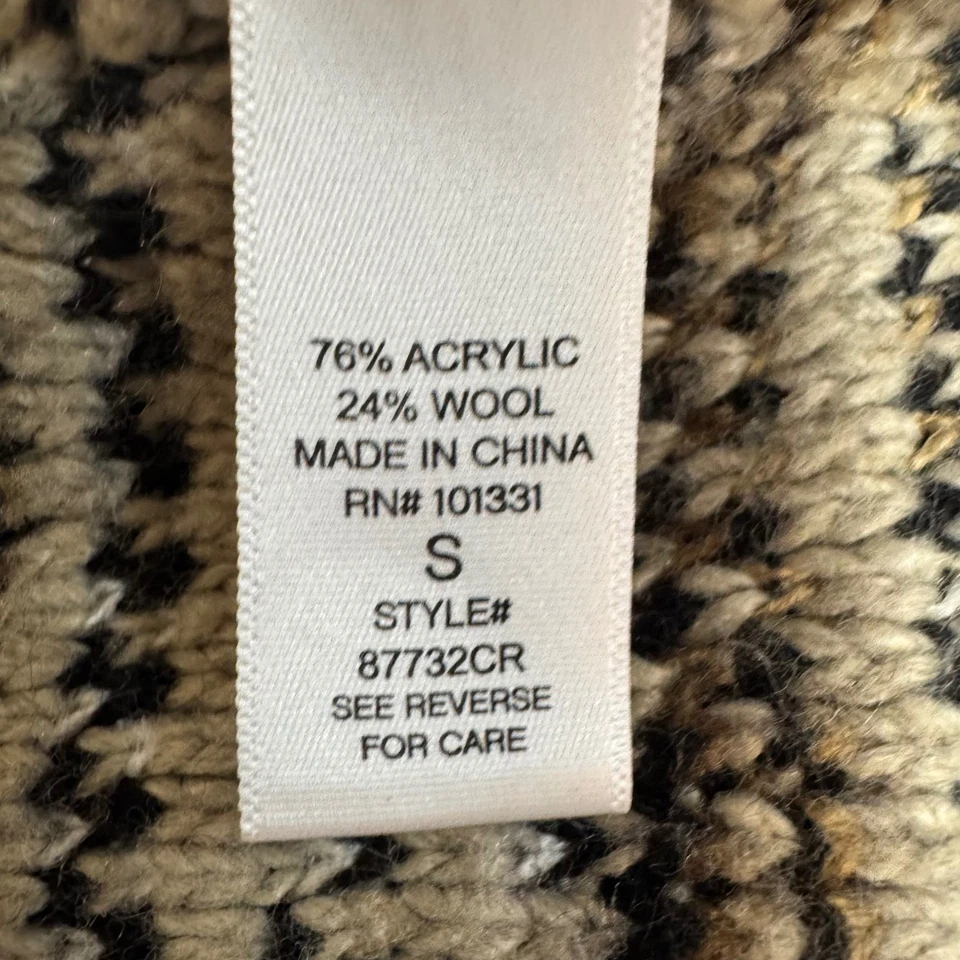 76% ACRYLIC
24% WOOL
MADE IN CHINA
RN# 101331
S
STYLE#
87732CR
SEE REVERSE
FOR CARE